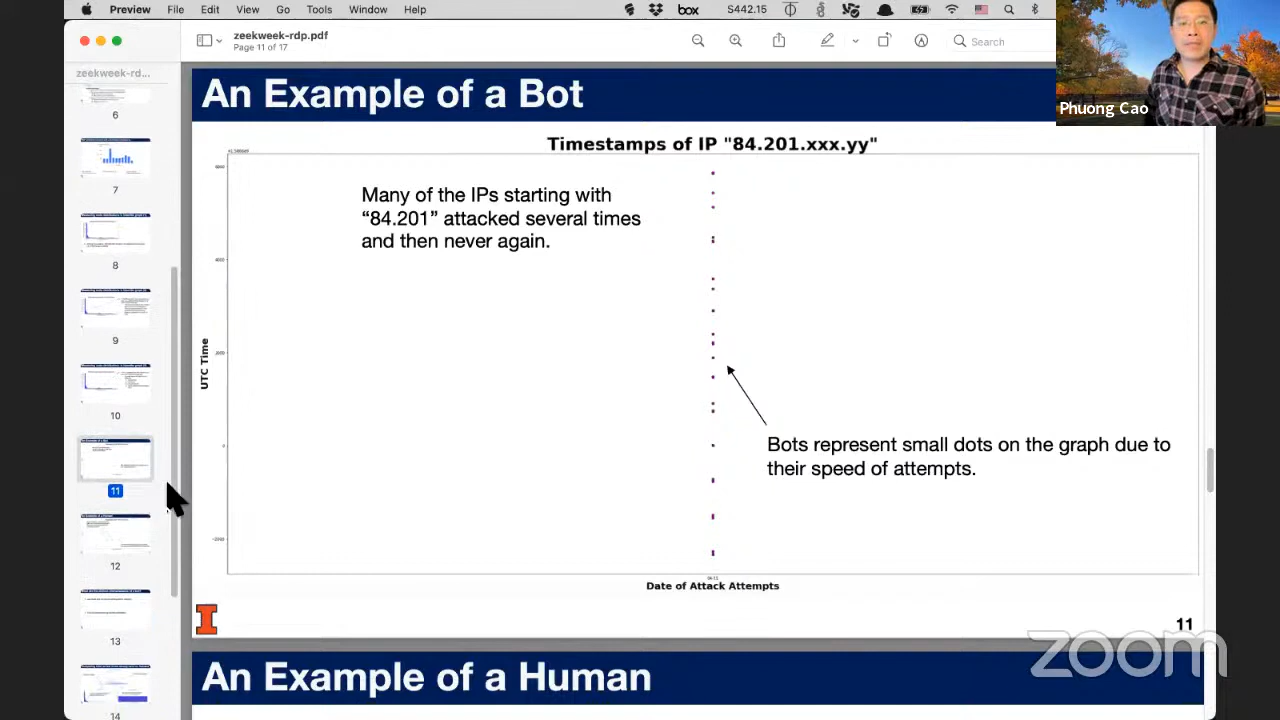 Preview File Edit View Go Tools Window Help
box
5442.15
zeekweek-rdp.pdf
Page 11 of 17
Search
zeekweek-rd...
6
7
8
9
10
11
12
13
14
An Example of a Bot
Timestamps of IP "84.201.xxx.yy"
Many of the IPs starting with
“84.201” attacked several times
and then never again.
UTC Time
Bots represent small dots on the graph due to
their speed of attempts.
Date of Attack Attempts
I
11
An Example of a Human
Phuong Cao
zoom